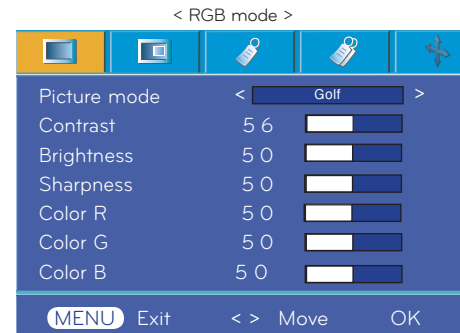 < RGB mode >
Picture mode < Golf >
Contrast 56
Brightness 50
Sharpness 50
Color R 50
Color G 50
Color B 50
MENU Exit < > Move OK